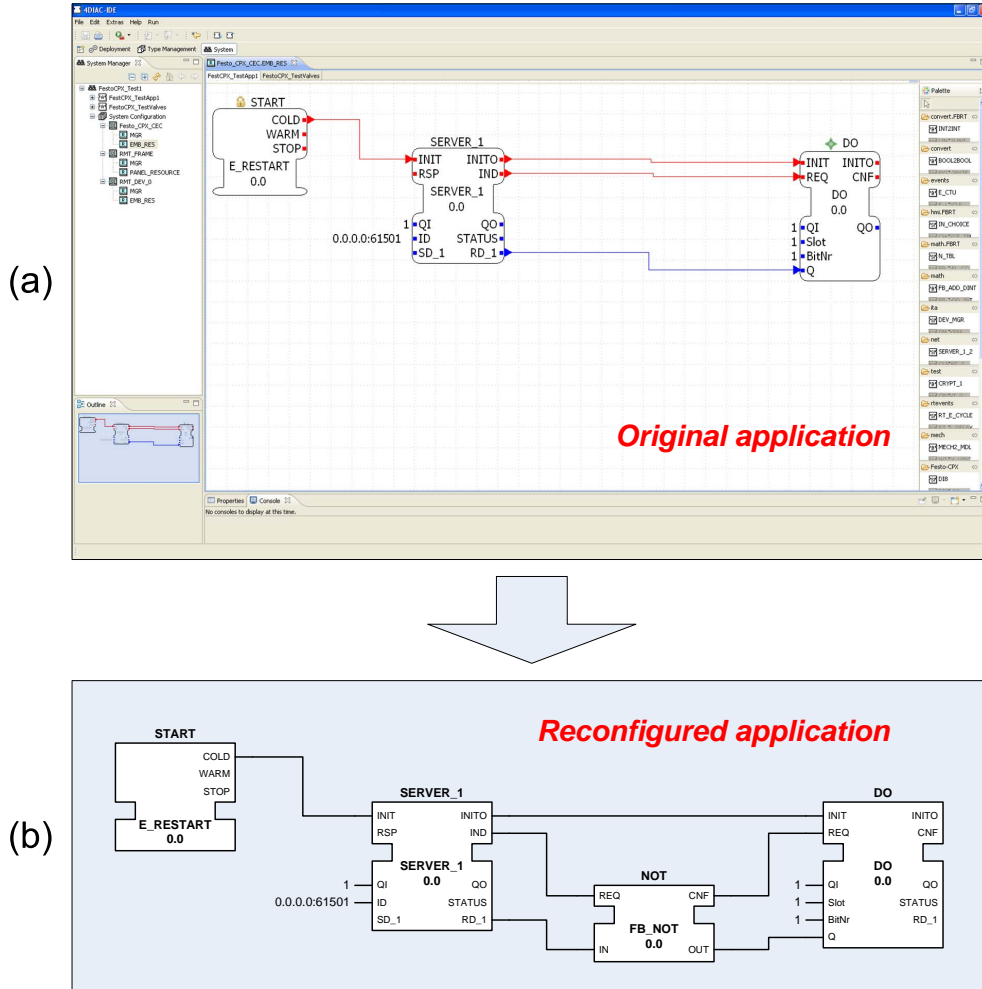 (a)
4DIAC-IDE
File Edit Extras Help Run
Deployment Type Management System
System Manager
FestoCPX_Test1
FestCPX_TestApp1
FestoCPX_TestValves
System Configuration
Festo_CPX_CEC
MGR
EMB_RES
RMT_FRAME
MGR
PANEL_RESOURCE
RMT_DEV_0
MGR
EMB_RES
Outline
Festo_CPX_CEC.EMB_RES
FestCPX_TestApp1 FestoCPX_TestValves
START
COLD
WARM
STOP
E_RESTART
0.0
SERVER_1
INIT INITO
RSP IND
SERVER_1
0.0
1 QI QO
0.0.0.0:61501 ID STATUS
SD_1 RD_1
DO
INIT INITO
REQ CNF
DO
0.0
1 QI QO
1 Slot
1 BitNr
Q
Original application
Palette
convert.FBRT
INT2INT
convert
BOOL2BOOL
events
E_CTU
hmi.FBRT
IN_CHOICE
math.FBRT
N_TBL
math
FB_ADD_DINT
ita
DEV_MGR
net
SERVER_1_2
test
CRYPT_1
rtevents
RT_E_CYCLE
mech
MECH2_MDL
Festo-CPX
DI8
Properties Console
No consoles to display at this time.
(b)
Reconfigured application
START
COLD
WARM
STOP
E_RESTART
0.0
SERVER_1
INIT INITO
RSP IND
SERVER_1
0.0
1 QI QO
0.0.0.0:61501 ID STATUS
SD_1 RD_1
NOT
REQ CNF
FB_NOT
0.0
IN OUT
DO
INIT INITO
REQ CNF
DO
0.0
1 QI QO
1 Slot STATUS
1 BitNr RD_1
Q